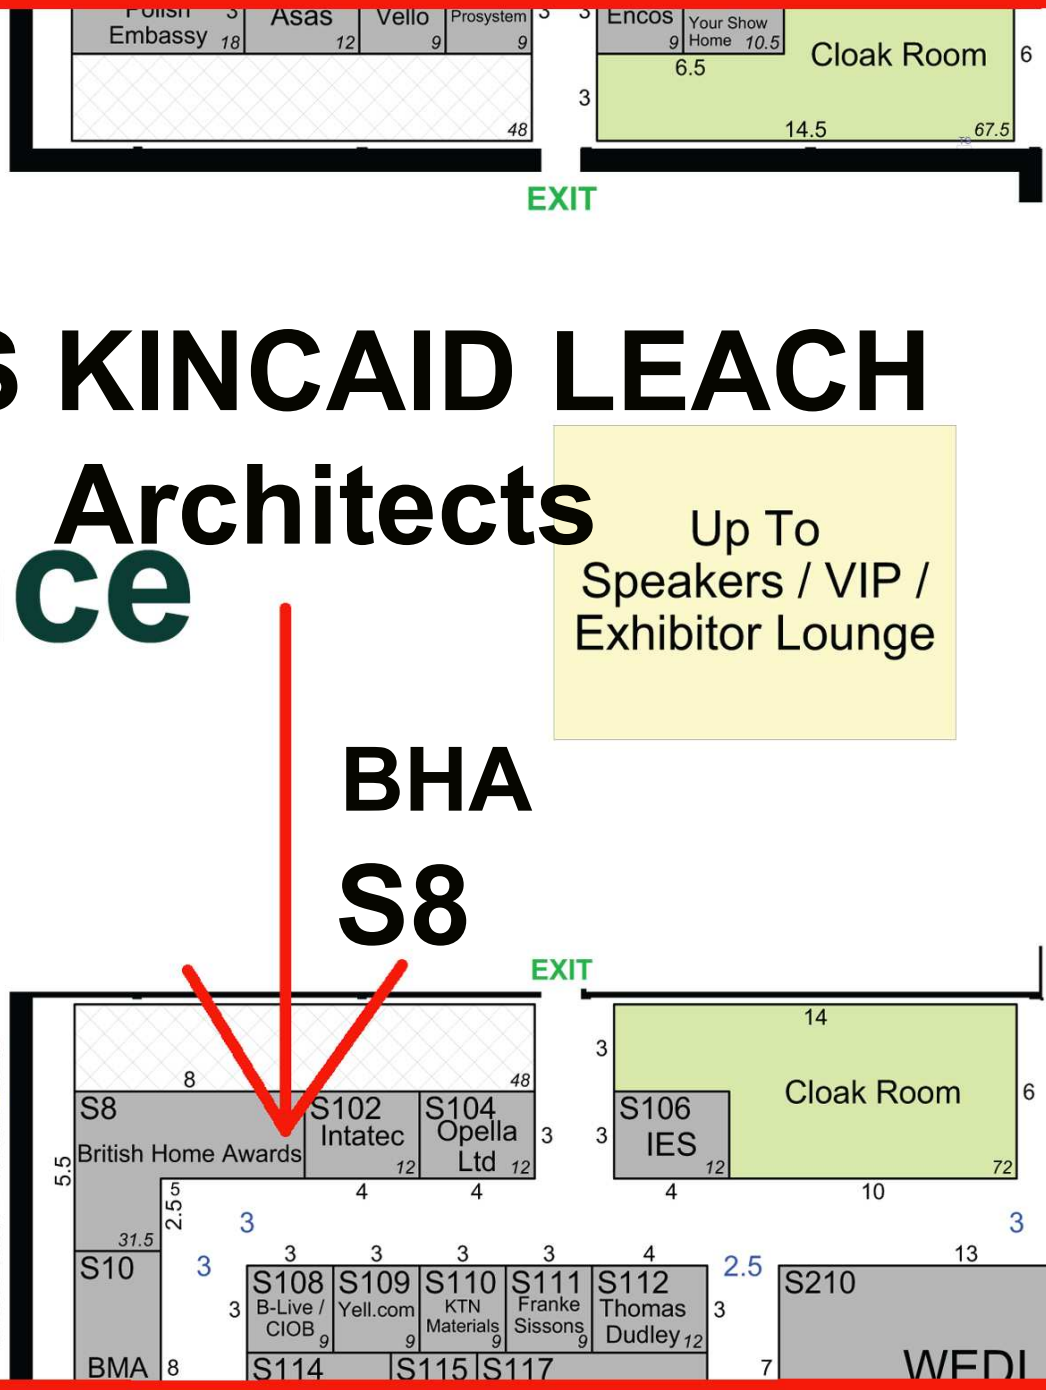 Polish
Embassy
3
18
Asas
12
Vello
9
Prosystem
9
3
3
Encos
9
Your Show
Home 10.5
Cloak Room
6
6.5
3
48
14.5
67.5
EXIT
S KINCAID LEACH
Architects
ce
Up To
Speakers / VIP /
Exhibitor Lounge
BHA
S8
EXIT
14
3
8
48
Cloak Room
6
S8
British Home Awards
S102
Intatec
12
S104
Opella
Ltd 12
3
3
S106
IES
12
72
5.5
5
2.5
4
4
4
10
31.5
3
3
S10
3
3
3
3
3
4
2.5
13
S108
B-Live /
CIOB 9
S109
Yell.com
9
S110
KTN
Materials
9
S111
Franke
Sissons
9
S112
Thomas
Dudley 12
3
S210
BMA
8
S114
S115
S117
7
WEDI